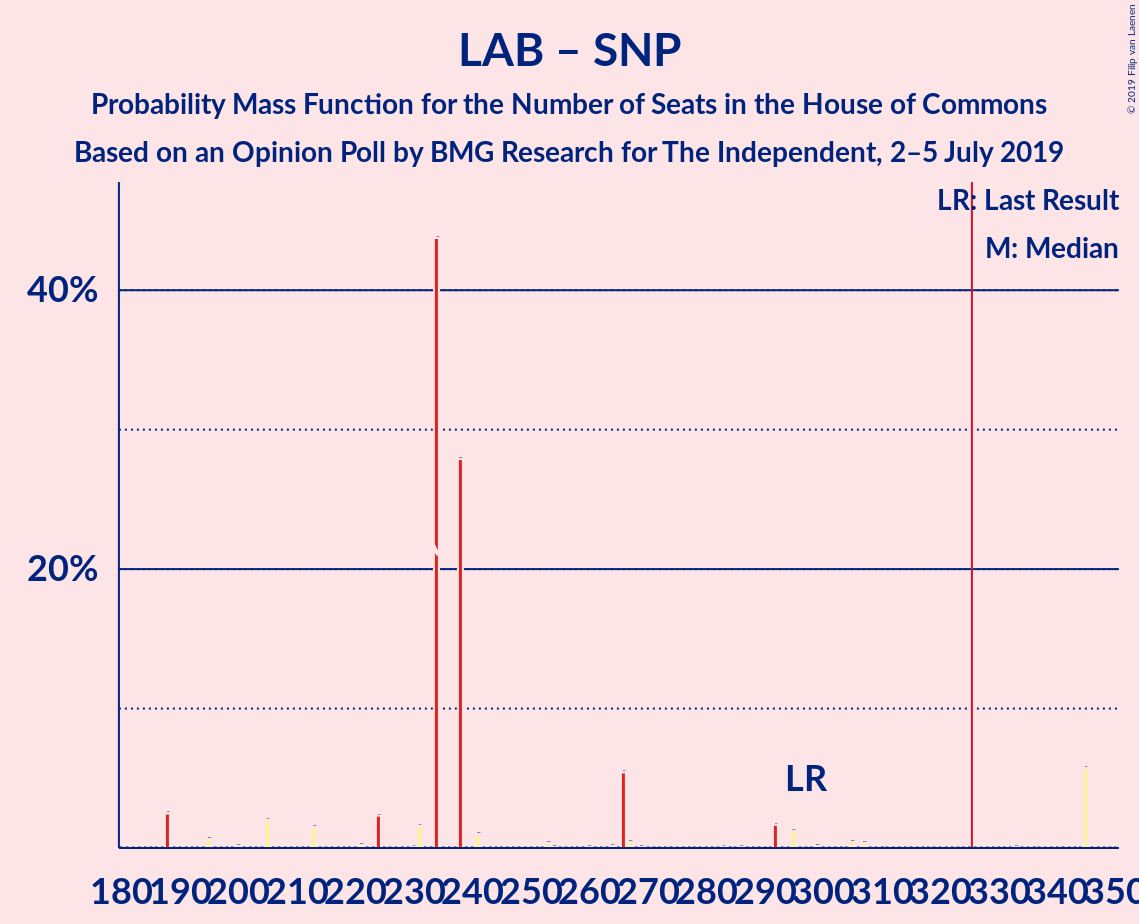 LAB – SNP
Probability Mass Function for the Number of Seats in the House of Commons
Based on an Opinion Poll by BMG Research for The Independent, 2–5 July 2019
© 2019 Filip van Laenen
LR: Last Result
M: Median
40%
20%
LR
180 190 200 210 220 230 240 250 260 270 280 290 300 310 320 330 340 350